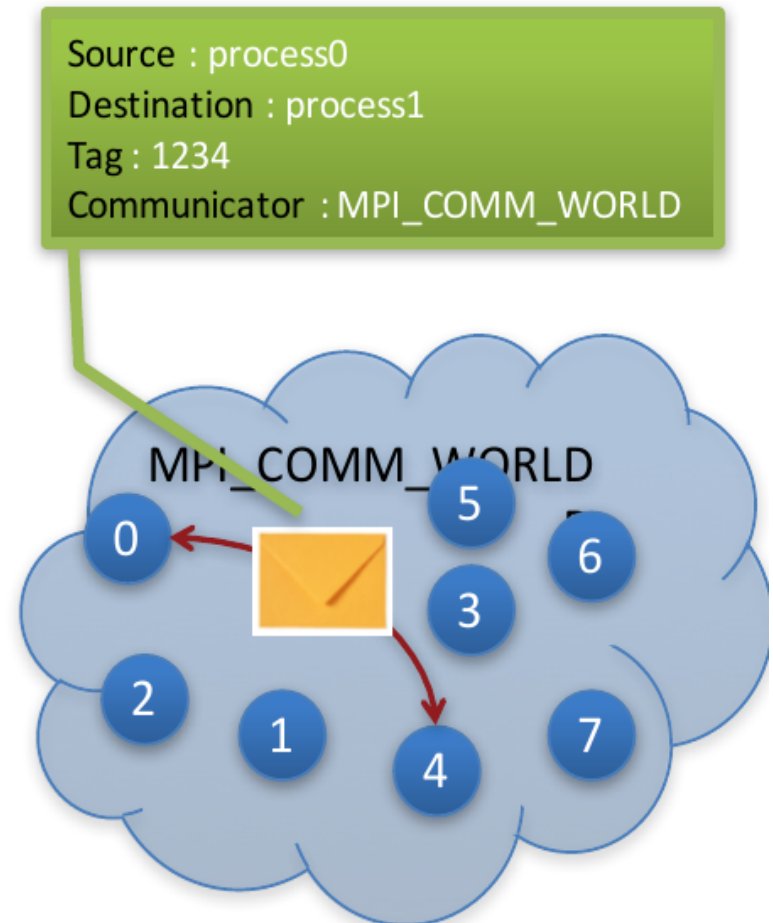 Source : process0
Destination : process1
Tag : 1234
Communicator : MPI_COMM_WORLD
MPI_COMM_WORLD
5
0
6
3
2
1
7
4